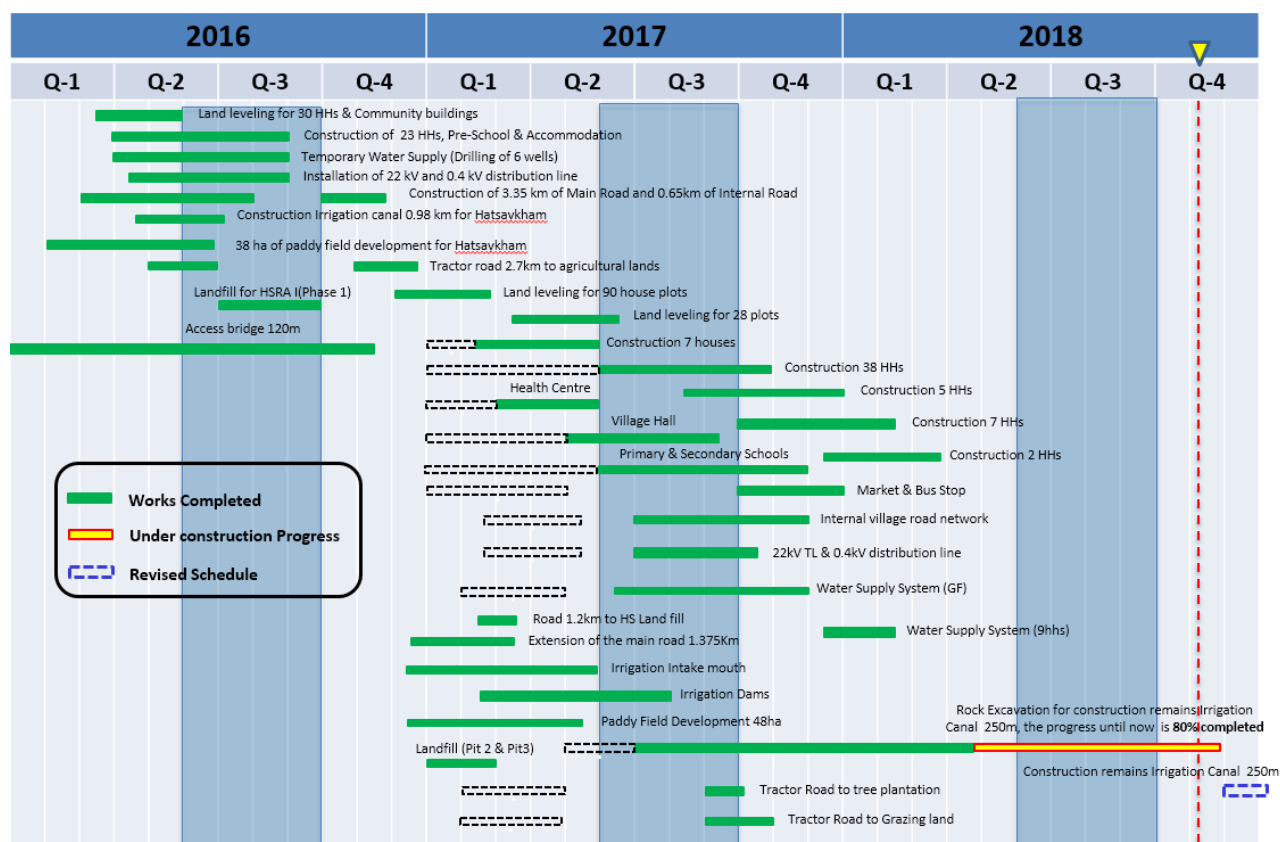 2016 2017 2018
Q-1 Q-2 Q-3 Q-4 Q-1 Q-2 Q-3 Q-4 Q-1 Q-2 Q-3 Q-4
Land leveling for 30 HHs & Community buildings
Construction of 23 HHs, Pre-School & Accommodation
Temporary Water Supply (Drilling of 6 wells)
Installation of 22 kV and 0.4 kV distribution line
Construction of 3.35 km of Main Road and 0.65km of Internal Road
Construction Irrigation canal 0.98 km for Hatsavkham
38 ha of paddy field development for Hatsavkham
Tractor road 2.7km to agricultural lands
Landfill for HSRA I(Phase 1)
Land leveling for 90 house plots
Land leveling for 28 plots
Access bridge 120m
Construction 7 houses
Construction 38 HHs
Health Centre
Construction 5 HHs
Village Hall
Construction 7 HHs
Primary & Secondary Schools
Construction 2 HHs
Market & Bus Stop
Works Completed
Under construction Progress
Revised Schedule
Internal village road network
22kV TL & 0.4kV distribution line
Water Supply System (GF)
Road 1.2km to HS Land fill
Water Supply System (9hhs)
Extension of the main road 1.375Km
Irrigation Intake mouth
Irrigation Dams
Rock Excavation for construction remains Irrigation
Canal 250m, the progress until now is 80% completed
Paddy Field Development 48ha
Landfill (Pit 2 & Pit3)
Construction remains Irrigation Canal 250m
Tractor Road to tree plantation
Tractor Road to Grazing land